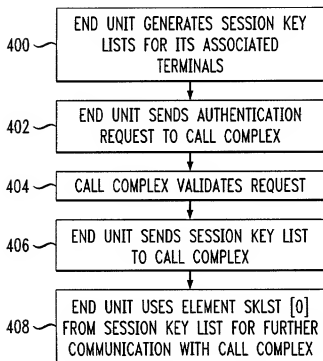 400
END UNIT GENERATES SESSION KEY
LISTS FOR ITS ASSOCIATED
TERMINALS
402
END UNIT SENDS AUTHENTICATION
REQUEST TO CALL COMPLEX
404
CALL COMPLEX VALIDATES REQUEST
406
END UNIT SENDS SESSION KEY LIST
TO CALL COMPLEX
408
END UNIT USES ELEMENT SKLST [0]
FROM SESSION KEY LIST FOR FURTHER
COMMUNICATION WITH CALL COMPLEX